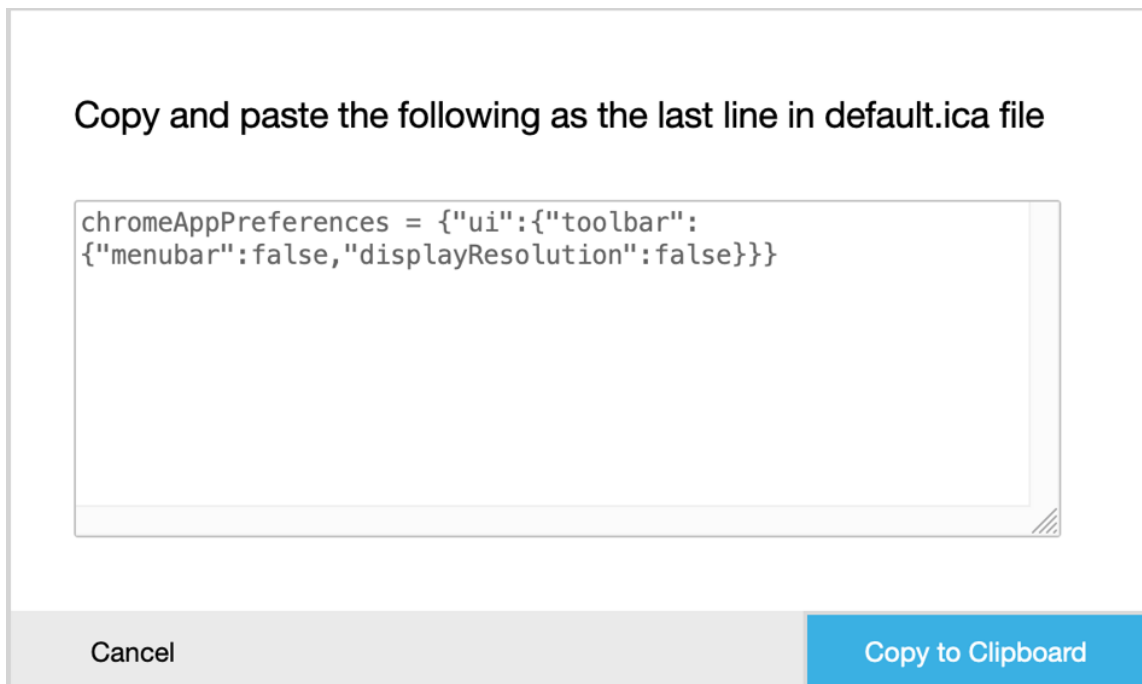 Copy and paste the following as the last line in default.ica file
chromeAppPreferences = {"ui":{"toolbar":
{"menubar":false,"displayResolution":false}}}
Cancel
Copy to Clipboard